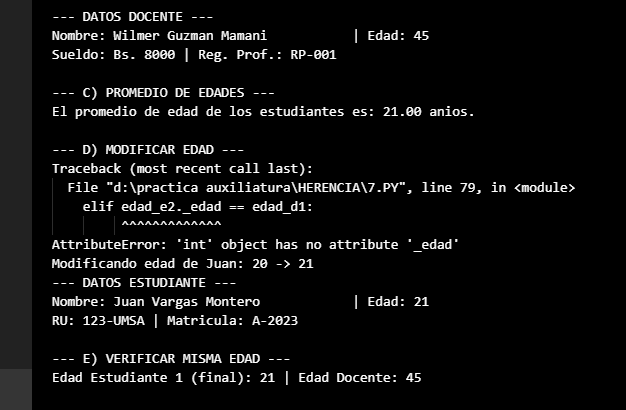 --- DATOS DOCENTE ---
Nombre: Wilmer Guzman Mamani | Edad: 45
Sueldo: Bs. 8000 | Reg. Prof.: RP-001
--- C) PROMEDIO DE EDADES ---
El promedio de edad de los estudiantes es: 21.00 anios.
--- D) MODIFICAR EDAD ---
Traceback (most recent call last):
File "d:\practica auxiliatura\HERENCIA\7.PY", line 79, in <module>
elif edad_e2._edad == edad_d1:
^^^^^^^^^^^^^
AttributeError: 'int' object has no attribute '_edad'
Modificando edad de Juan: 20 -> 21
--- DATOS ESTUDIANTE ---
Nombre: Juan Vargas Montero | Edad: 21
RU: 123-UMSA | Matricula: A-2023
--- E) VERIFICAR MISMA EDAD ---
Edad Estudiante 1 (final): 21 | Edad Docente: 45